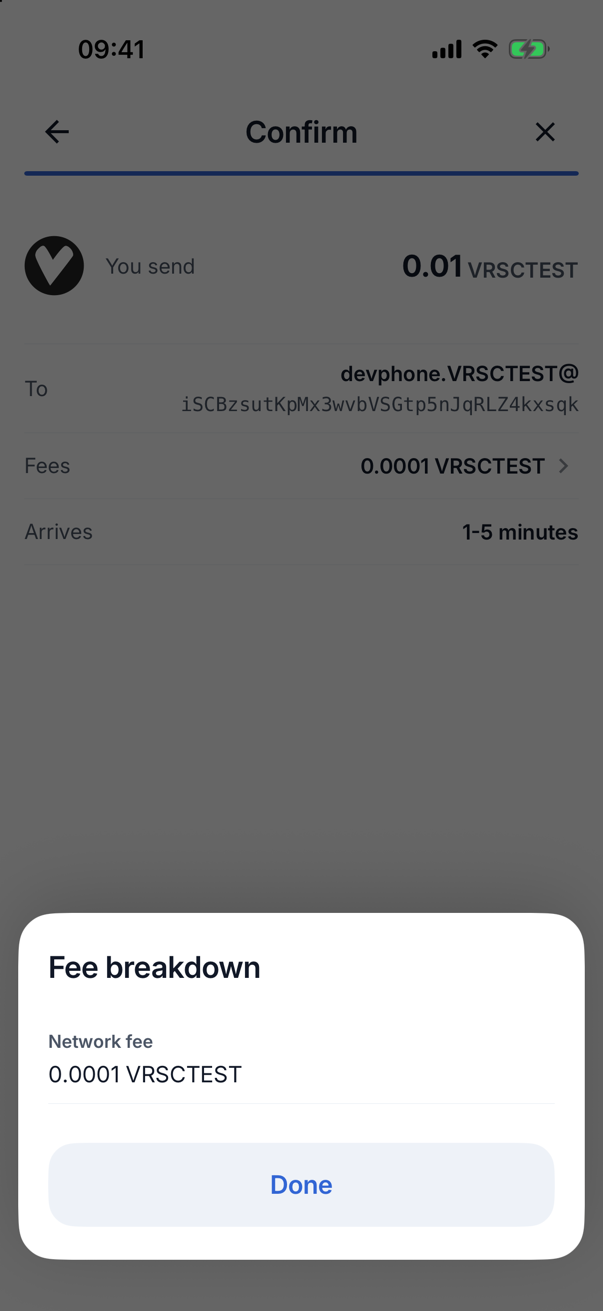 09:41
Confirm
You send
0.01 VRSCTEST
To
devphone.VRSCTEST@
iSCBzsutKpMx3wvbVSGtp5nJqRLZ4kxsqk
Fees
0.0001 VRSCTEST
Arrives
1-5 minutes
Fee breakdown
Network fee
0.0001 VRSCTEST
Done